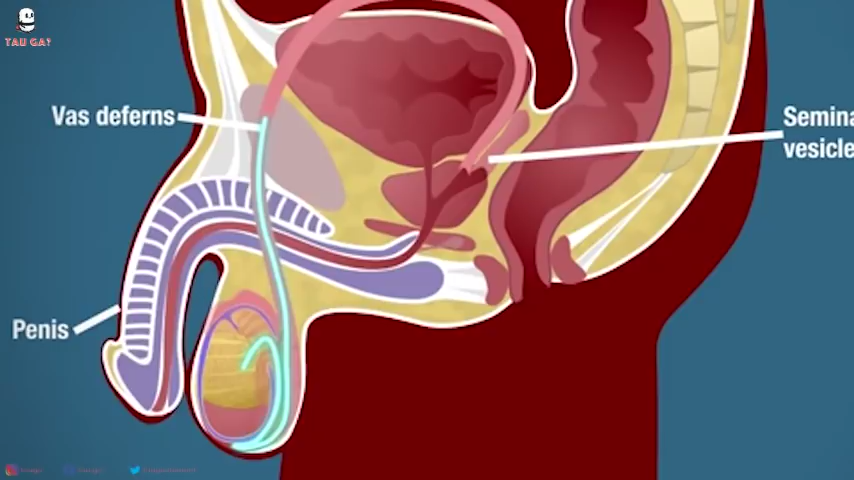 TAU GA?
Vas deferns
Semina
vesicle
Penis